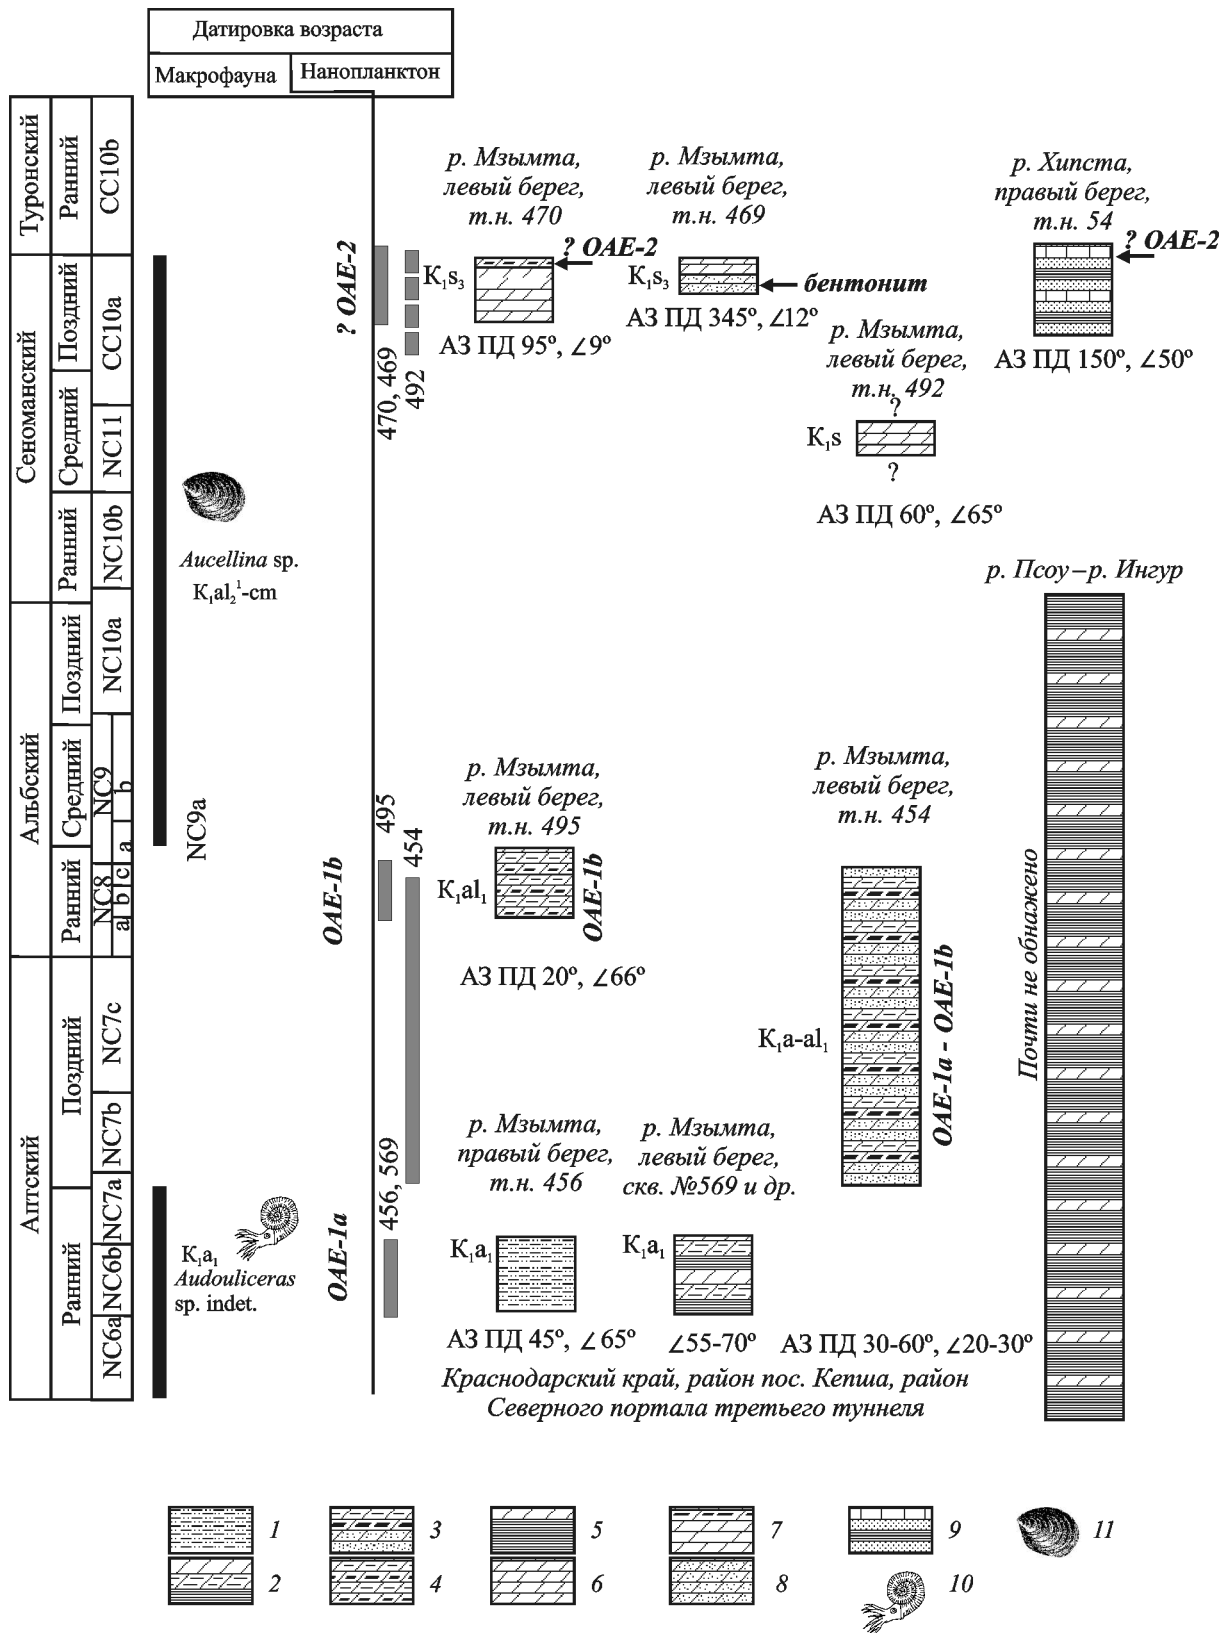 Датировка возраста
Макрофауна
Нанопланктон
Туронский
Ранний
CC10b
Сеноманский
Поздний
Средний
Ранний
CC10a
NC11
NC10b
Альбский
Поздний
Средний
Ранний
NC10a
NC9
b
a
NC8
a b c
Аптский
Поздний
Ранний
NC7c
NC7b
NC7a
NC6b
NC6a
Aucellina sp.
K₁al₂¹-cm
NC9a
K₁a₁
Audouliceras
sp. indet.
? OAE-2
470, 469
492
OAE-1b
495
454
OAE-1a
456, 569
р. Мзымта,
левый берег,
т.н. 470
? OAE-2
K₁s₃
АЗ ПД 95º, ∠9º
р. Мзымта,
левый берег,
т.н. 469
K₁s₃
бентонит
АЗ ПД 345º, ∠12º
р. Хипста,
правый берег,
т.н. 54
? OAE-2
АЗ ПД 150º, ∠50º
р. Мзымта,
левый берег,
т.н. 492
?
K₁s
?
АЗ ПД 60º, ∠65º
р. Псоу–р. Ингур
Почти не обнажено
р. Мзымта,
левый берег,
т.н. 495
K₁al₁
OAE-1b
АЗ ПД 20º, ∠66º
р. Мзымта,
левый берег,
т.н. 454
K₁a-al₁
OAE-1a - OAE-1b
р. Мзымта,
правый берег,
т.н. 456
K₁a₁
АЗ ПД 45º, ∠65º
р. Мзымта,
левый берег,
скв. №569 и др.
K₁a₁
∠55-70º
АЗ ПД 30-60º, ∠20-30º
Краснодарский край, район пос. Кепша, район
Северного портала третьего туннеля
1
3
5
7
9
11
2
4
6
8
10